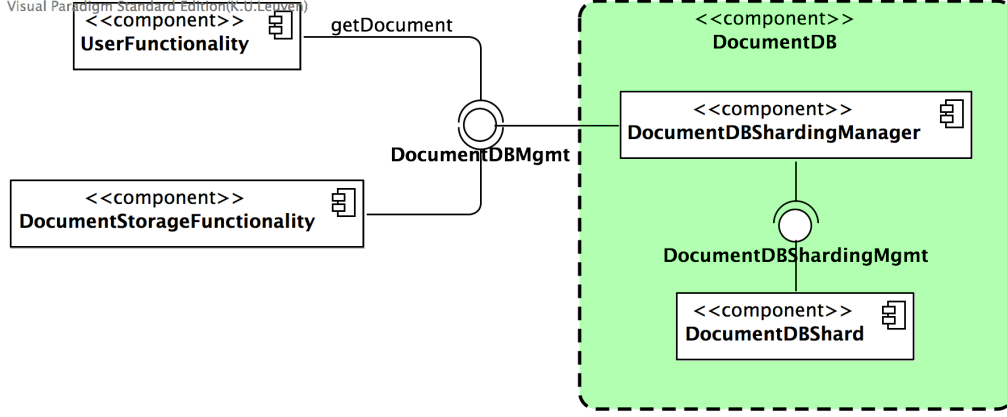 Visual Paradigm Standard Edition(K.U.Leuven)
<<component>>
UserFunctionality
getDocument
DocumentDBMgmt
<<component>>
DocumentStorageFunctionality
<<component>>
DocumentDB
<<component>>
DocumentDBShardingManager
DocumentDBShardingMgmt
<<component>>
DocumentDBShard